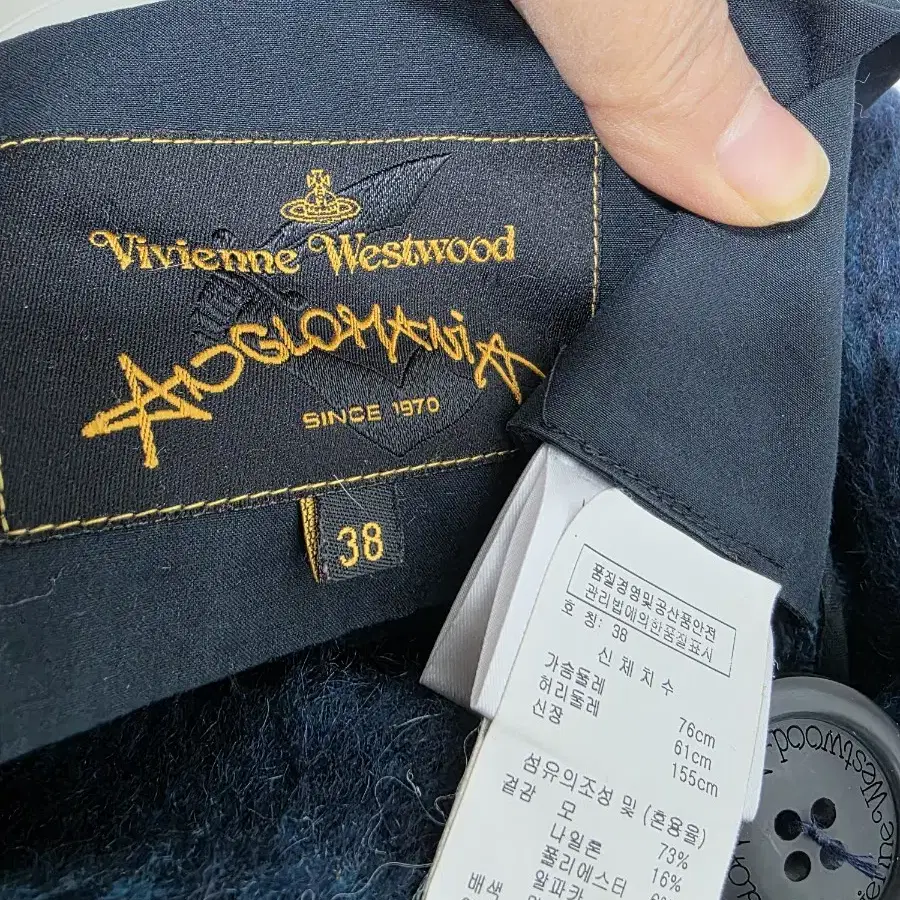 Vivienne Westwood
ANGLOMANIA
SINCE 1970
38
품질경영및공산품안전
관리법에의한품질표시
호 칭: 38
신 체 치 수
가슴둘레 76cm
허리둘레 61cm
신장 155cm
섬유의조성 및 (혼용율)
겉감
모 73%
나일론 16%
폴리에스터
알파카
배색
Westwood